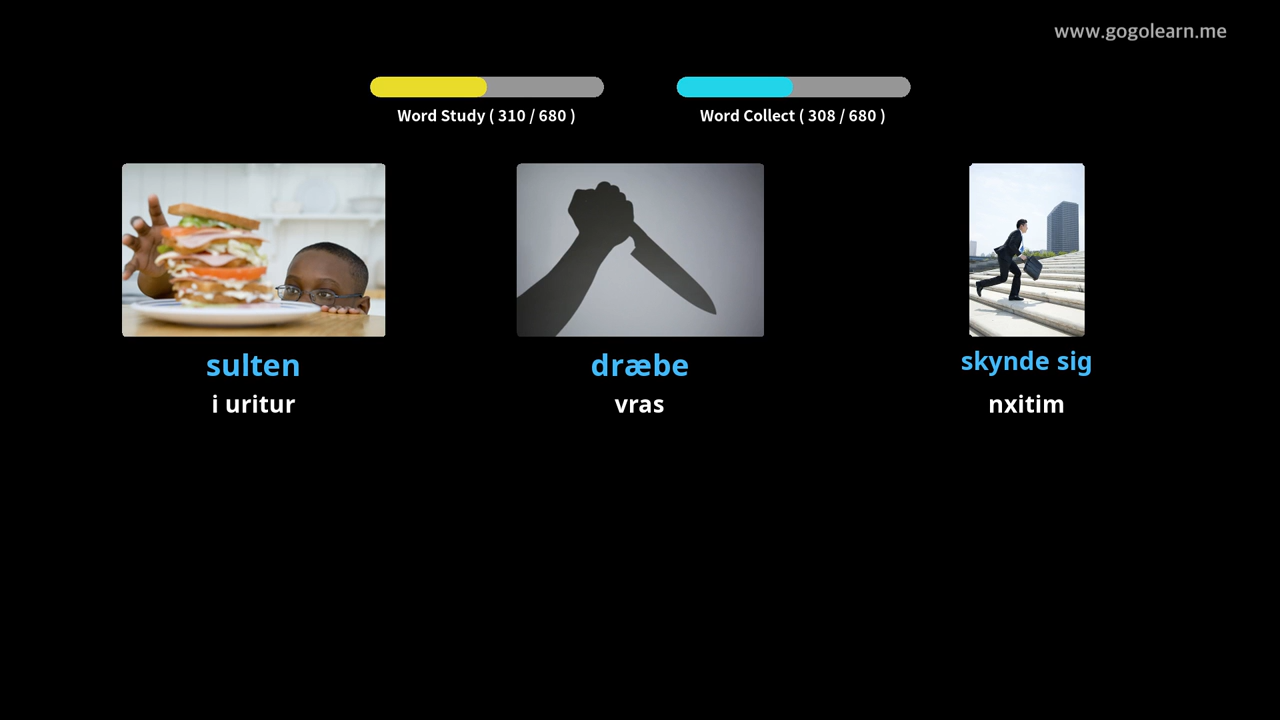 www.gogolearn.me
Word Study ( 310 / 680 )
Word Collect ( 308 / 680 )
sulten
dræbe
skynde sig
i uritur
vras
nxitim